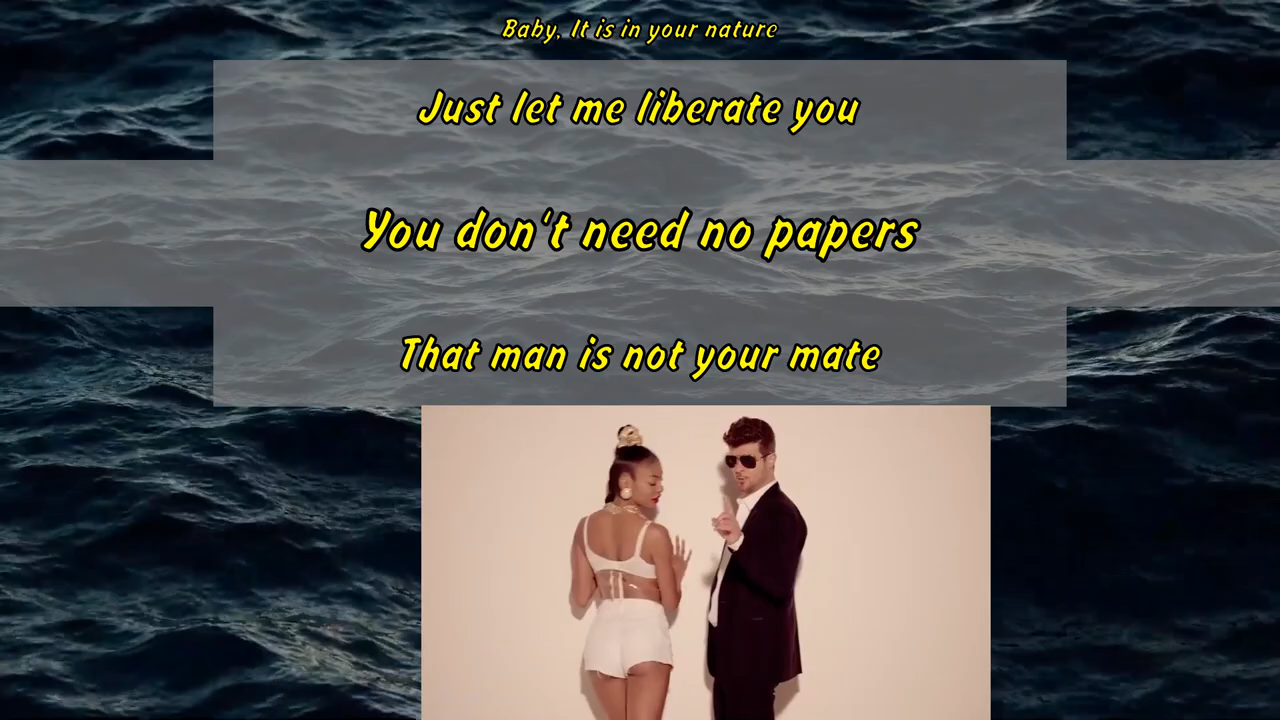 Baby, It is in your nature
Just let me liberate you
You don't need no papers
That man is not your mate